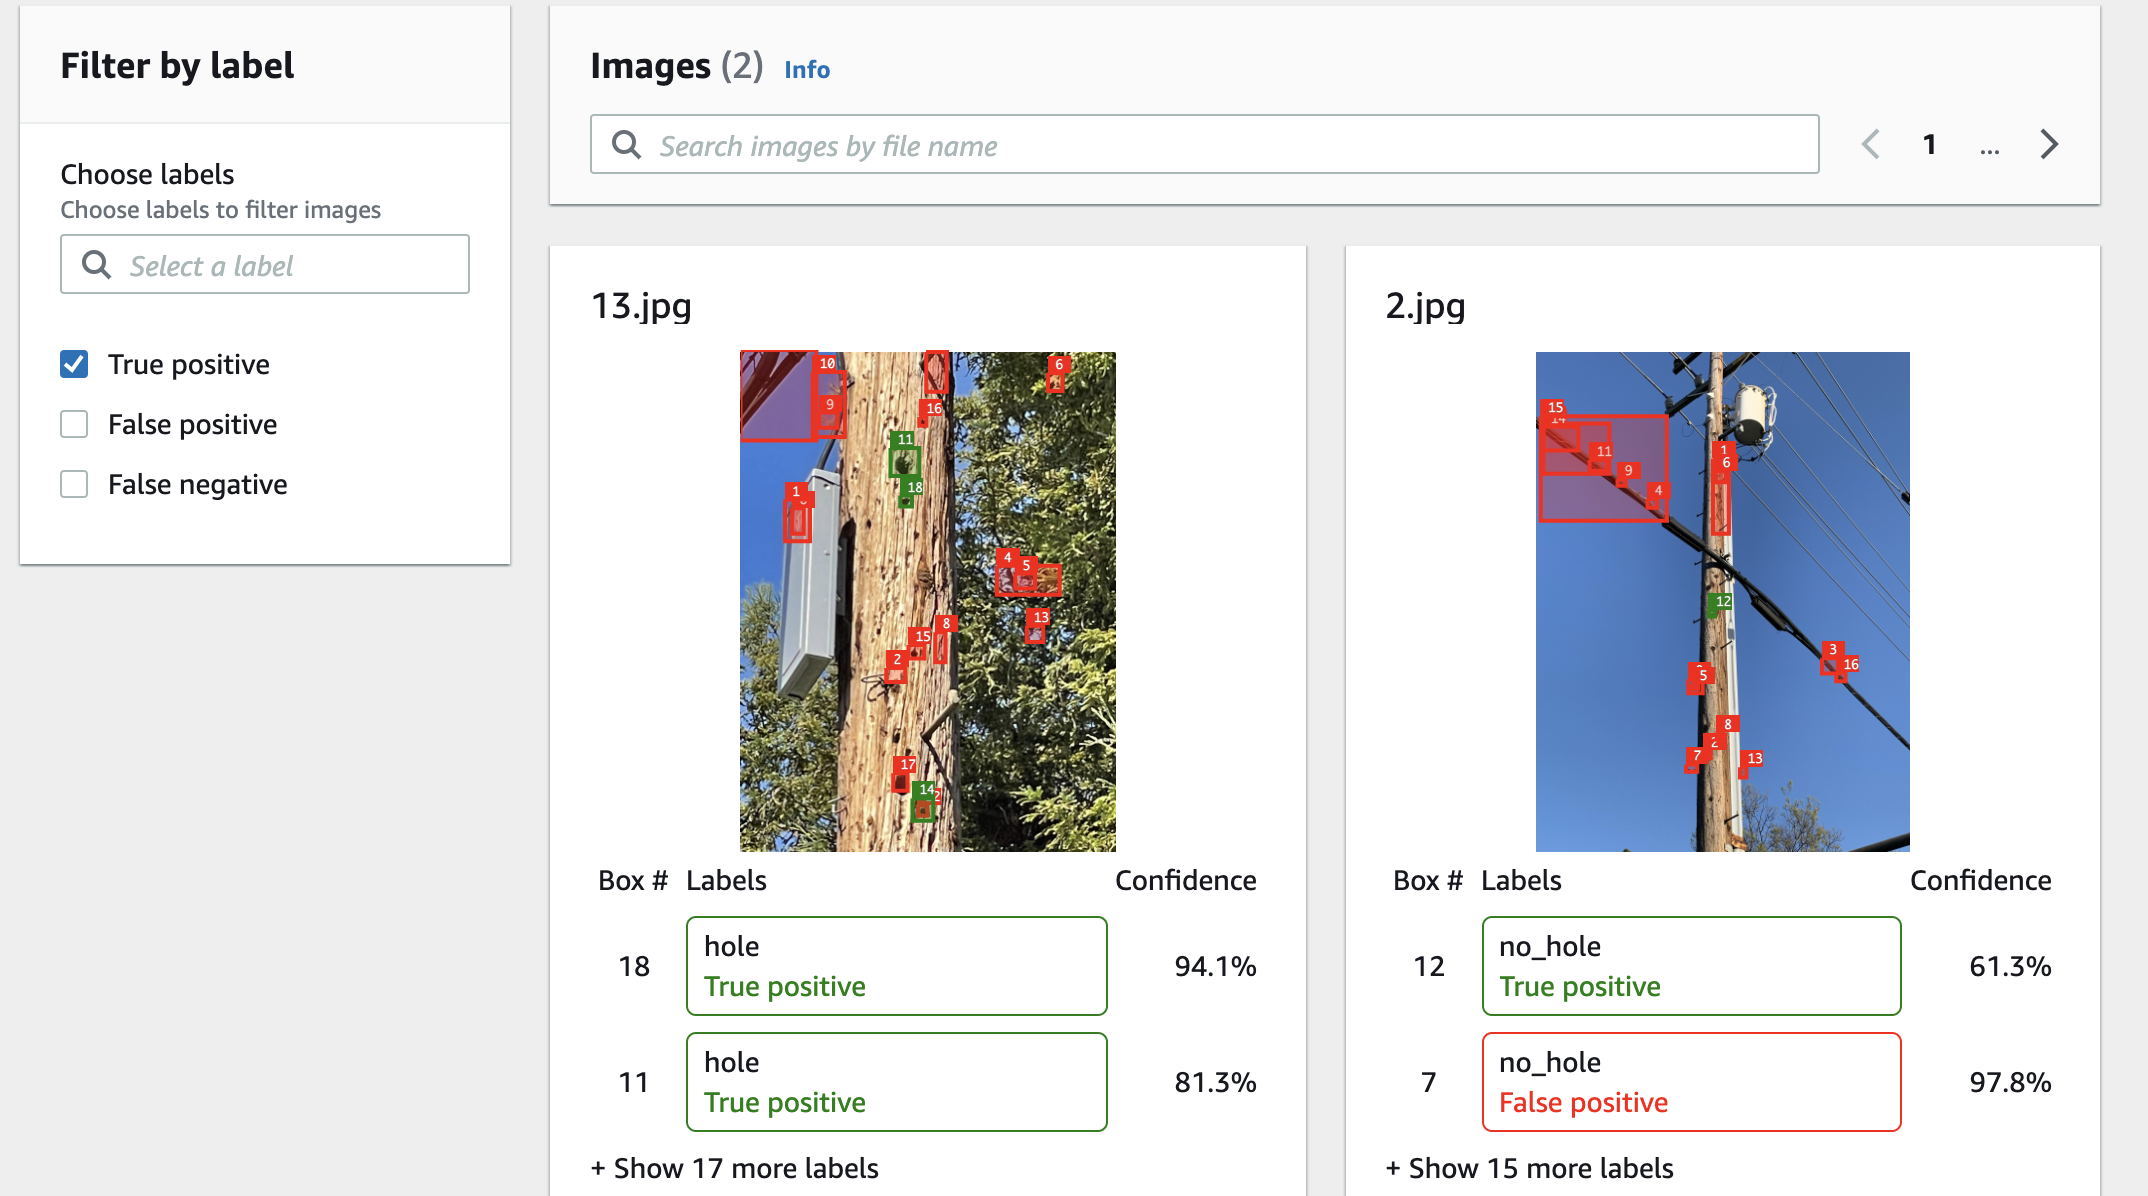 Filter by label
Choose labels
Choose labels to filter images
Select a label
True positive
False positive
False negative
Images (2) Info
Search images by file name
1 ...
13.jpg
10
9
6
16
11
18
1
4
5
13
8
15
2
17
14
Box # Labels Confidence
18 hole True positive 94.1%
11 hole True positive 81.3%
+ Show 17 more labels
2.jpg
15
14
11
9
4
1
6
12
3
16
5
8
2
7
13
Box # Labels Confidence
12 no_hole True positive 61.3%
7 no_hole False positive 97.8%
+ Show 15 more labels